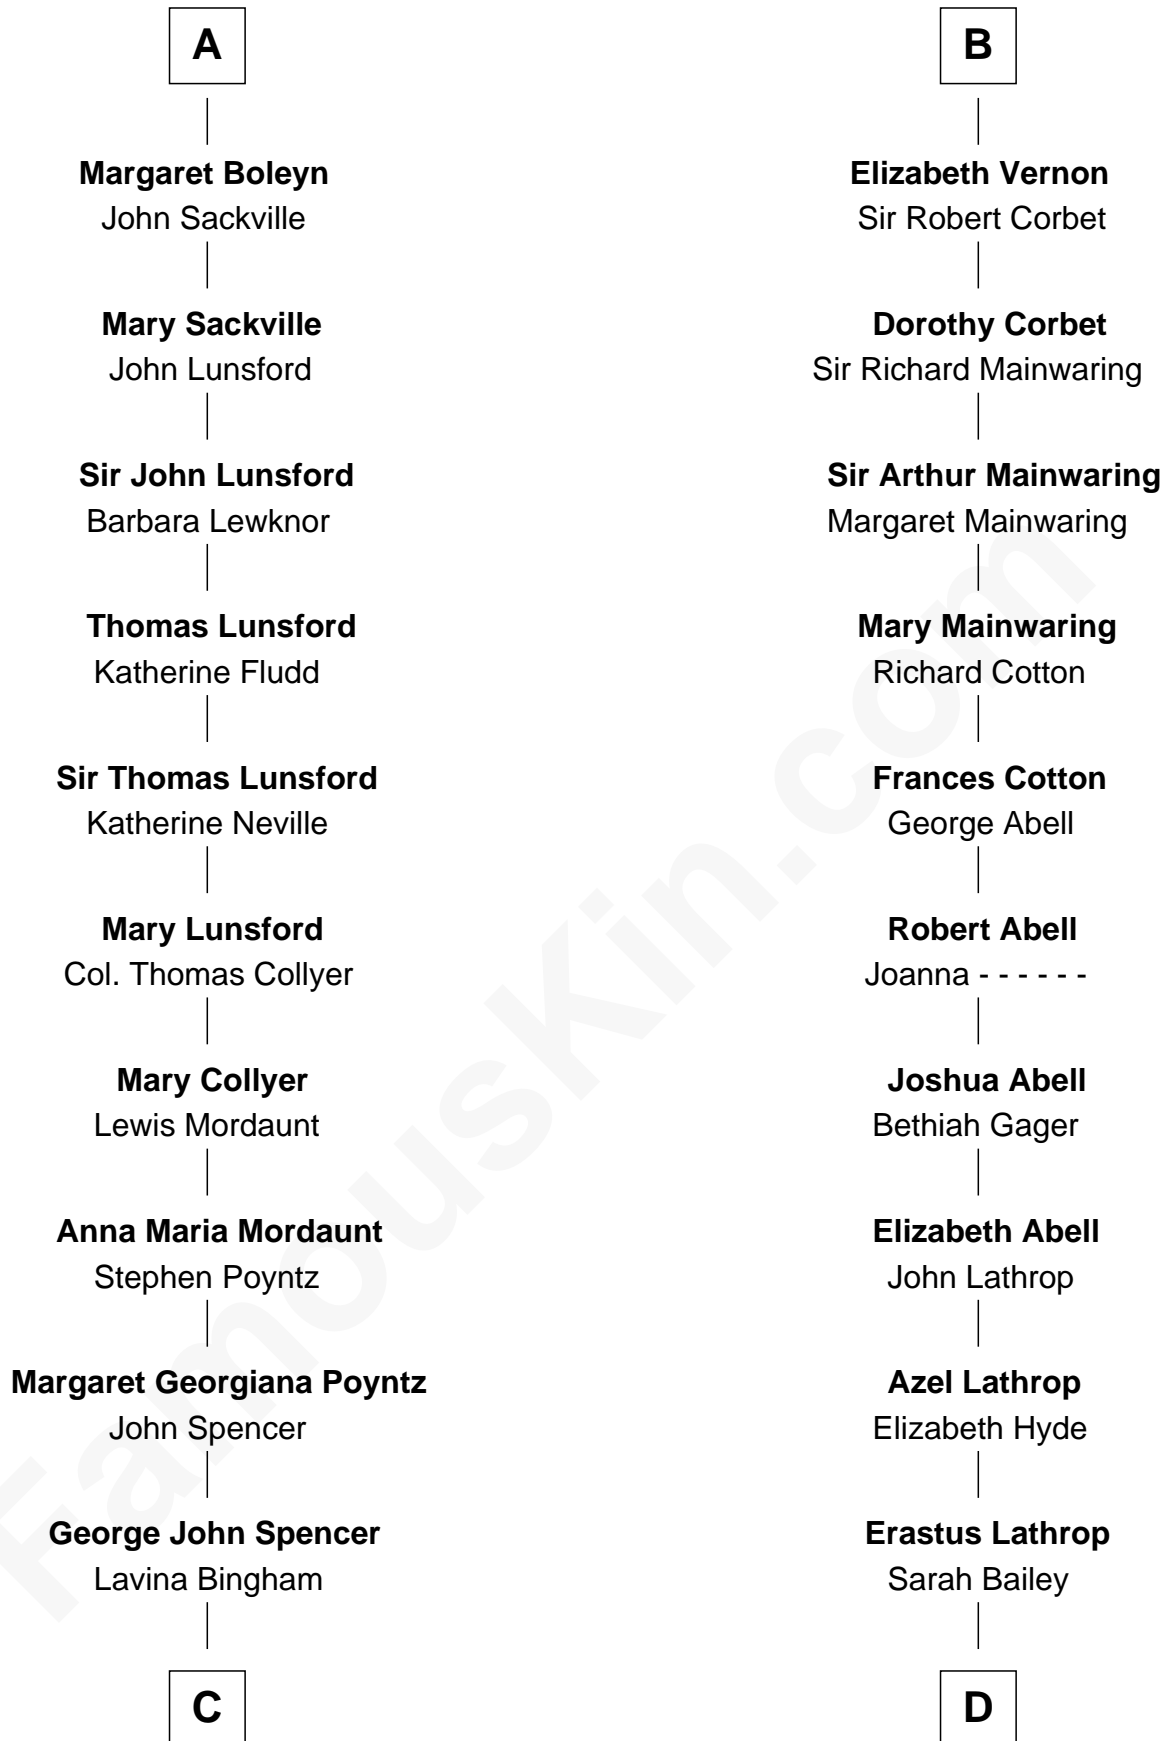 A
Margaret Boleyn
John Sackville
Mary Sackville
John Lunsford
Sir John Lunsford
Barbara Lewknor
Thomas Lunsford
Katherine Fludd
Sir Thomas Lunsford
Katherine Neville
Mary Lunsford
Col. Thomas Collyer
Mary Collyer
Lewis Mordaunt
Anna Maria Mordaunt
Stephen Poyntz
Margaret Georgiana Poyntz
John Spencer
George John Spencer
Lavina Bingham
C
B
Elizabeth Vernon
Sir Robert Corbet
Dorothy Corbet
Sir Richard Mainwaring
Sir Arthur Mainwaring
Margaret Mainwaring
Mary Mainwaring
Richard Cotton
Frances Cotton
George Abell
Robert Abell
Joanna - - - - - -
Joshua Abell
Bethiah Gager
Elizabeth Abell
John Lathrop
Azel Lathrop
Elizabeth Hyde
Erastus Lathrop
Sarah Bailey
D
FamousKin.com